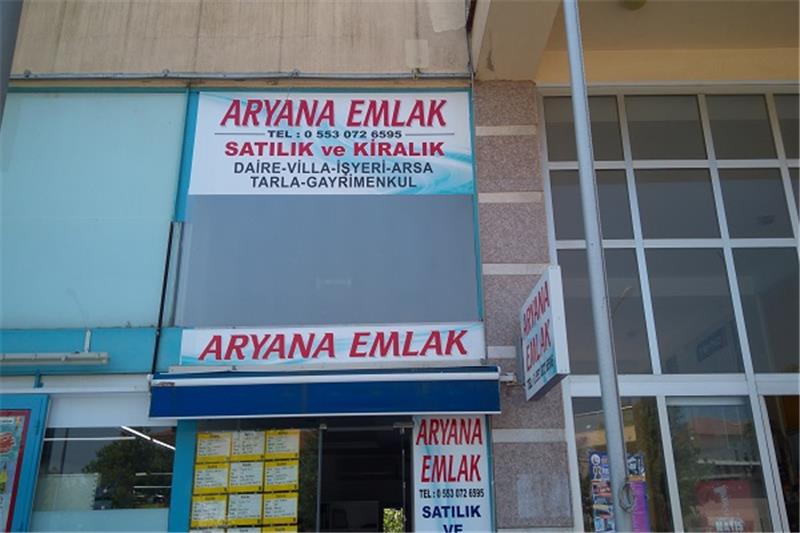 ARYANA EMLAK
TEL : 0 553 072 6595
SATILIK ve KİRALIK
DAİRE-VİLLA-İŞYERİ-ARSA
TARLA-GAYRİMENKUL
ARYANA EMLAK
ARYANA
EMLAK
ARYANA
EMLAK
TEL : 0 553 072 6595
SATILIK
VE